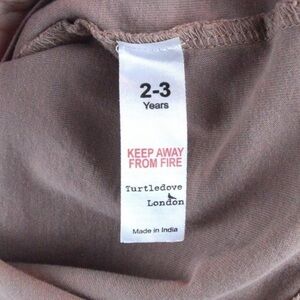 2-3
Years
KEEP AWAY
FROM FIRE
Turtledove
London
Made in India